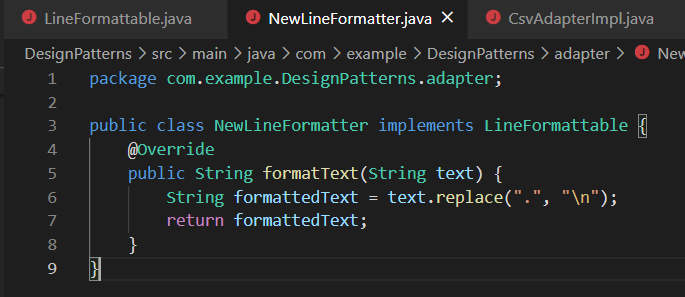 LineFormattable.java NewLineFormatter.java CsvAdapterImpl.java
DesignPatterns > src > main > java > com > example > DesignPatterns > adapter > Ne
1 package com.example.DesignPatterns.adapter;
2
3 public class NewLineFormatter implements LineFormattable {
4 @Override
5 public String formatText(String text) {
6 String formattedText = text.replace(".", "\n");
7 return formattedText;
8 }
9 }